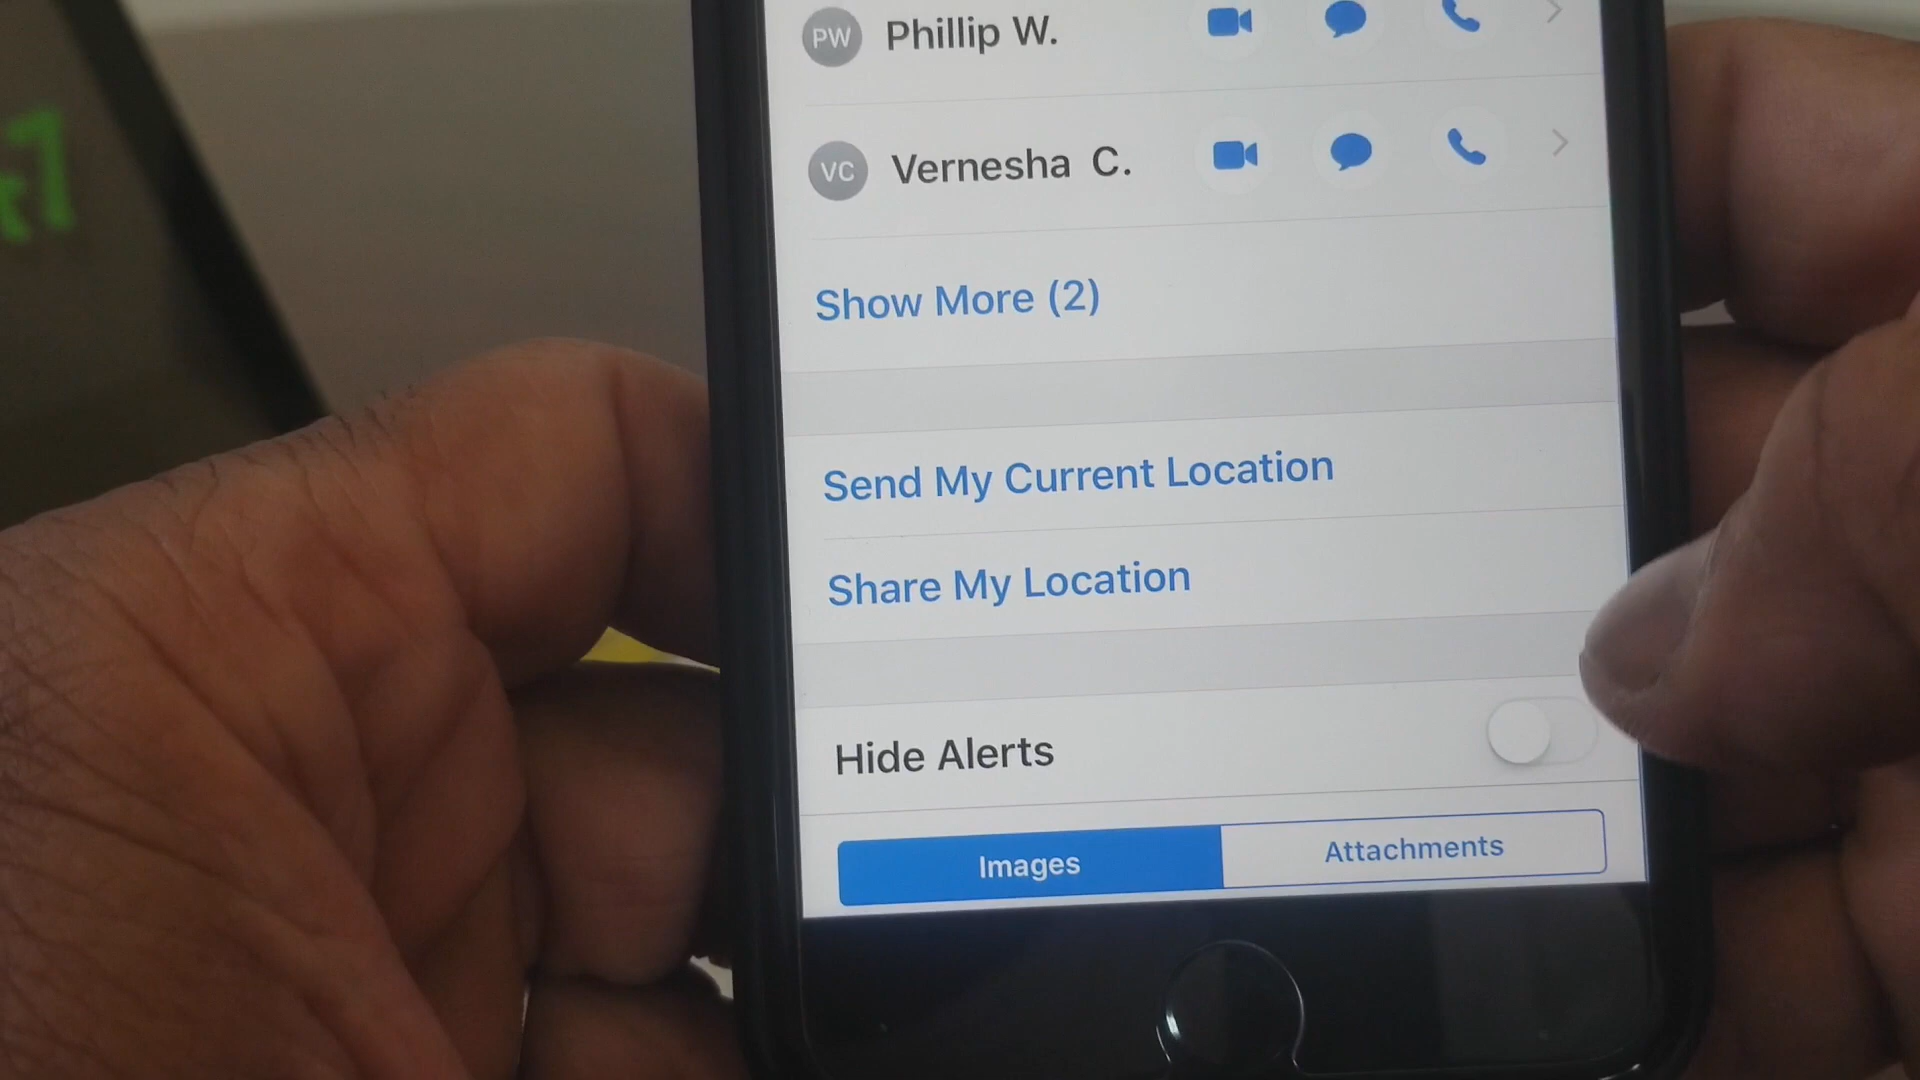 PW Phillip W.
VC Vernesha C.
Show More (2)
Send My Current Location
Share My Location
Hide Alerts
Images Attachments